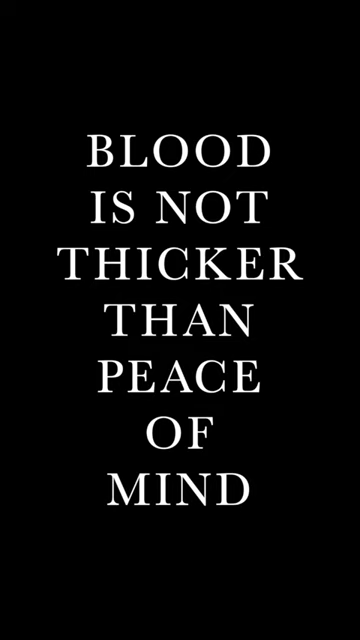 BLOOD
IS NOT
THICKER
THAN
PEACE
OF
MIND